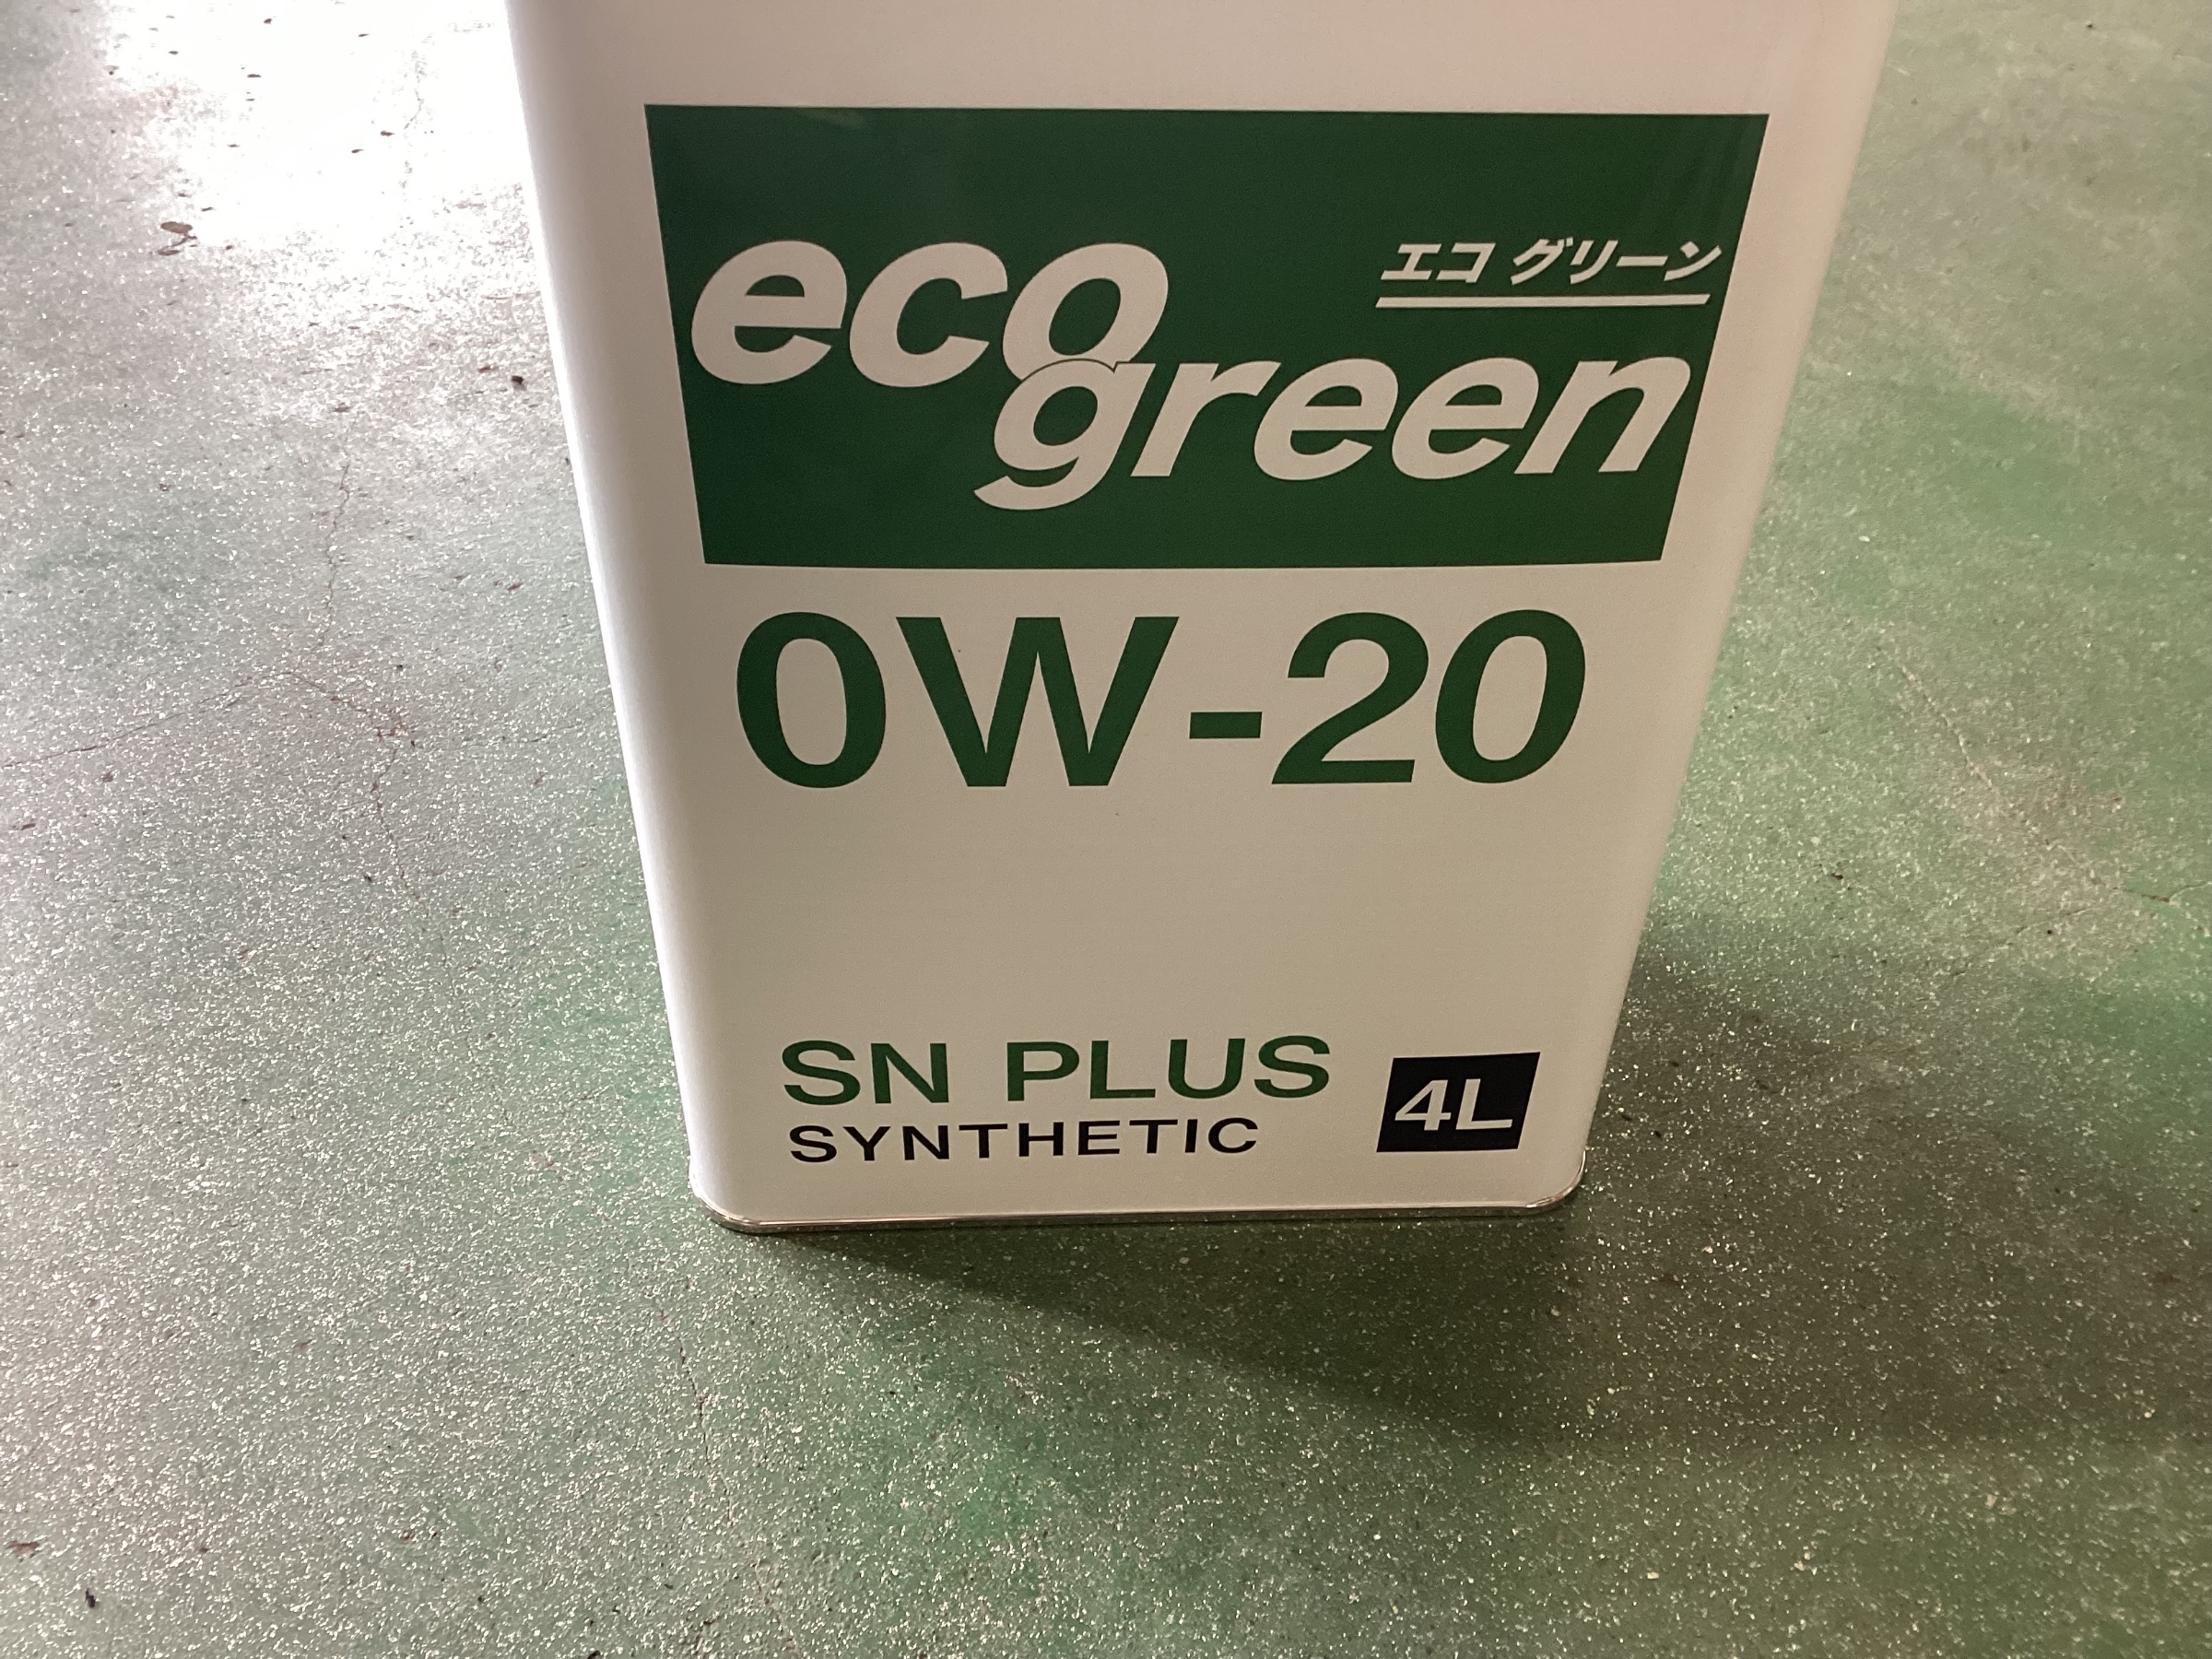 eco
エコ グリーン
green
0W-20
SN PLUS
SYNTHETIC
4L